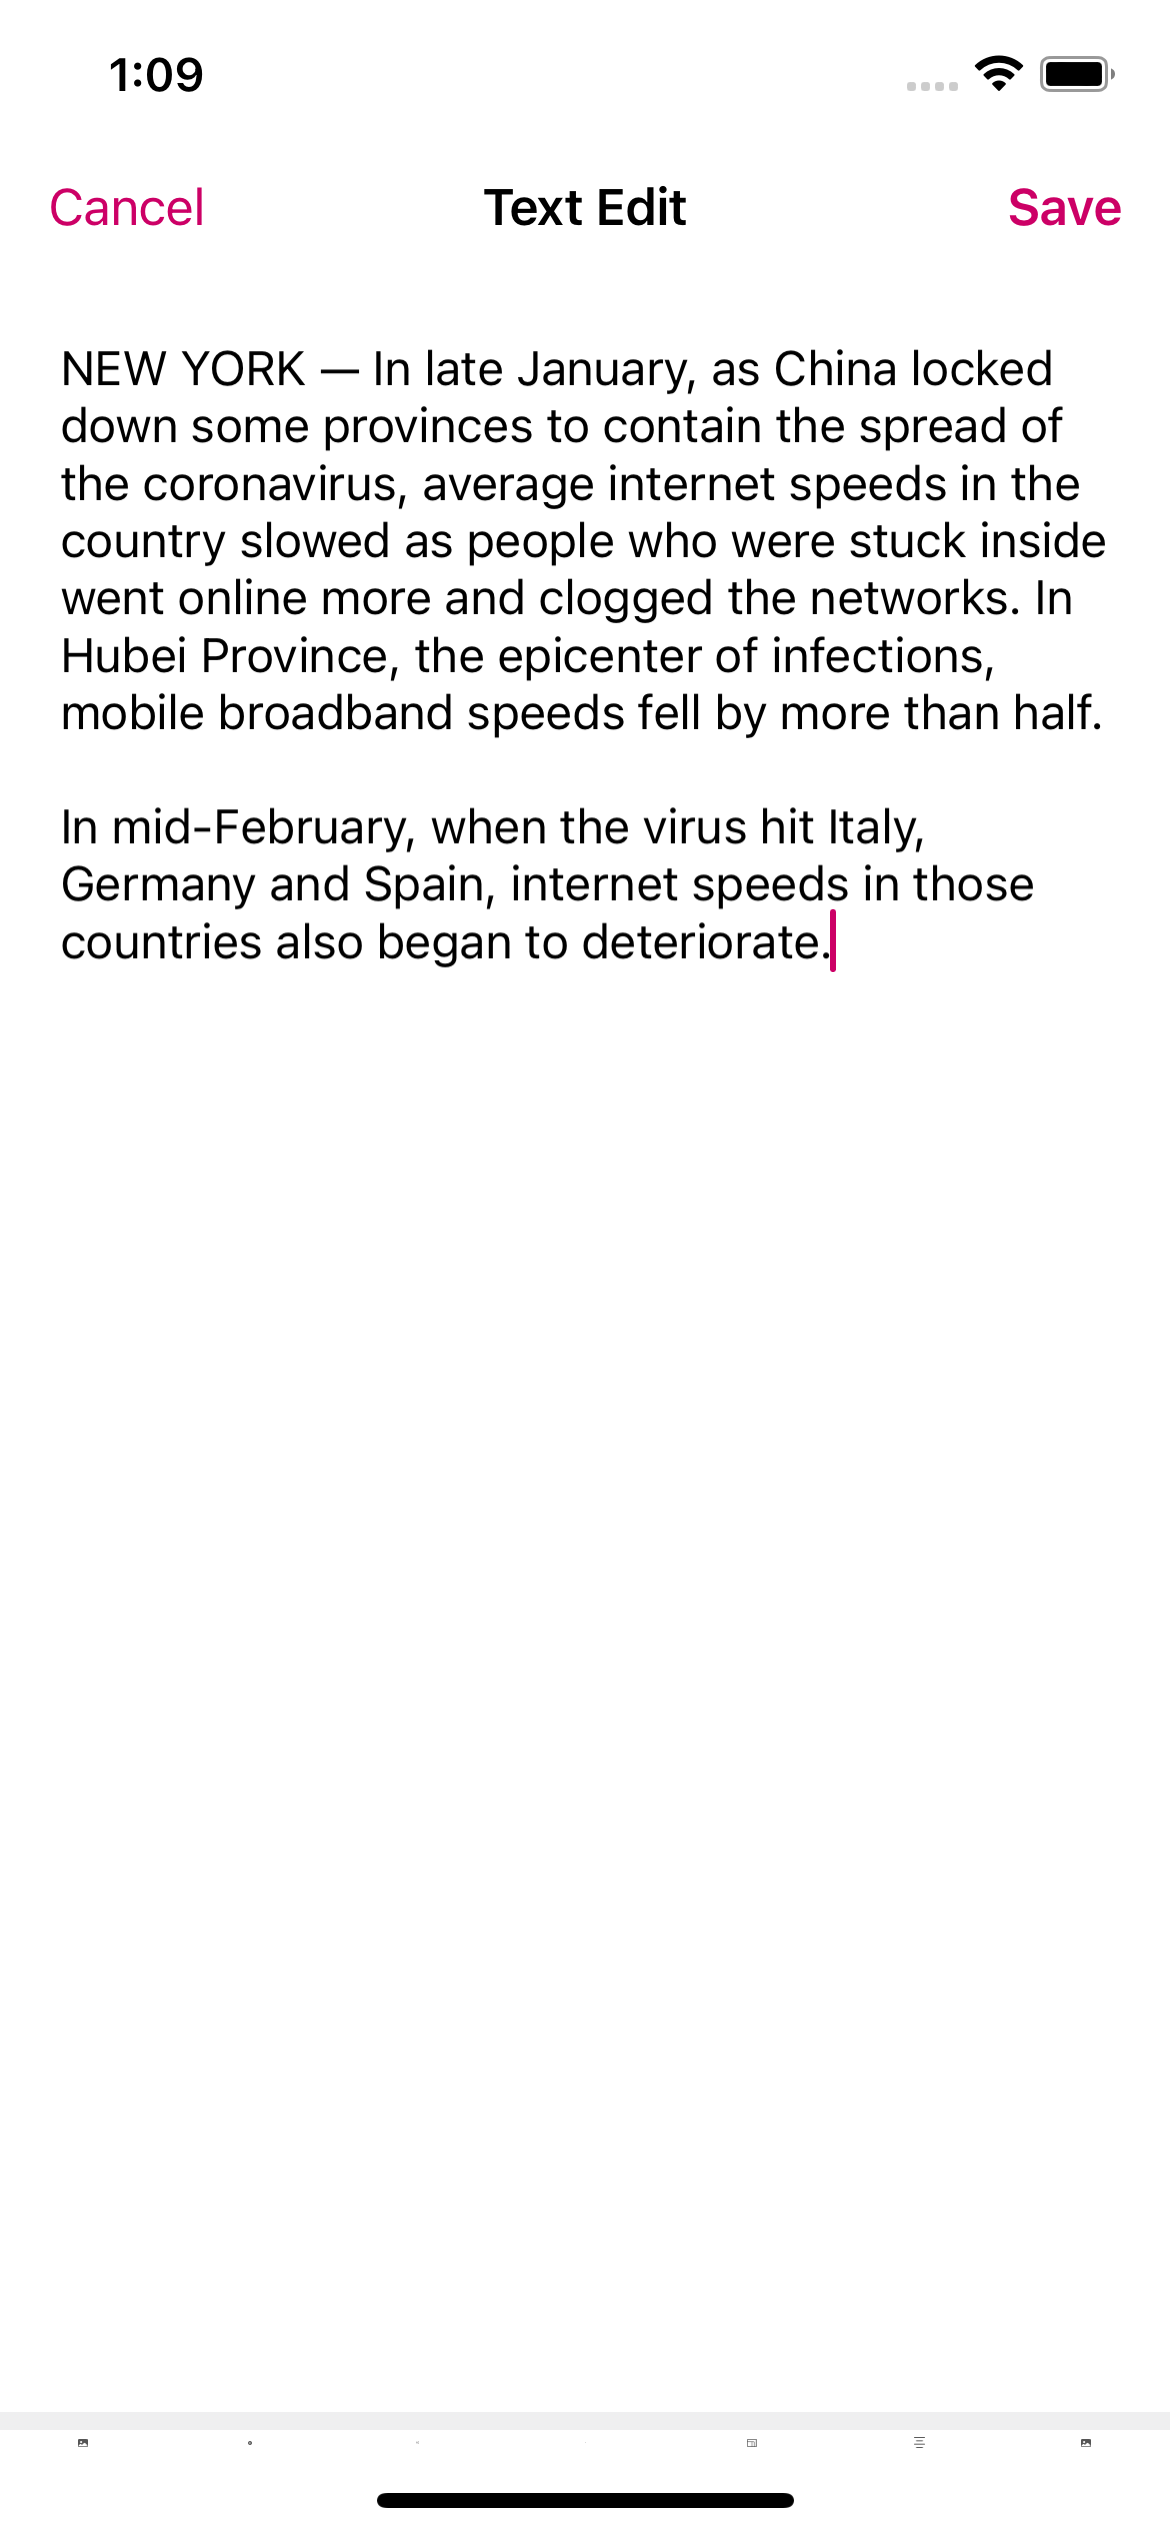 1:09
Cancel Text Edit Save
NEW YORK — In late January, as China locked
down some provinces to contain the spread of
the coronavirus, average internet speeds in the
country slowed as people who were stuck inside
went online more and clogged the networks. In
Hubei Province, the epicenter of infections,
mobile broadband speeds fell by more than half.
In mid-February, when the virus hit Italy,
Germany and Spain, internet speeds in those
countries also began to deteriorate.